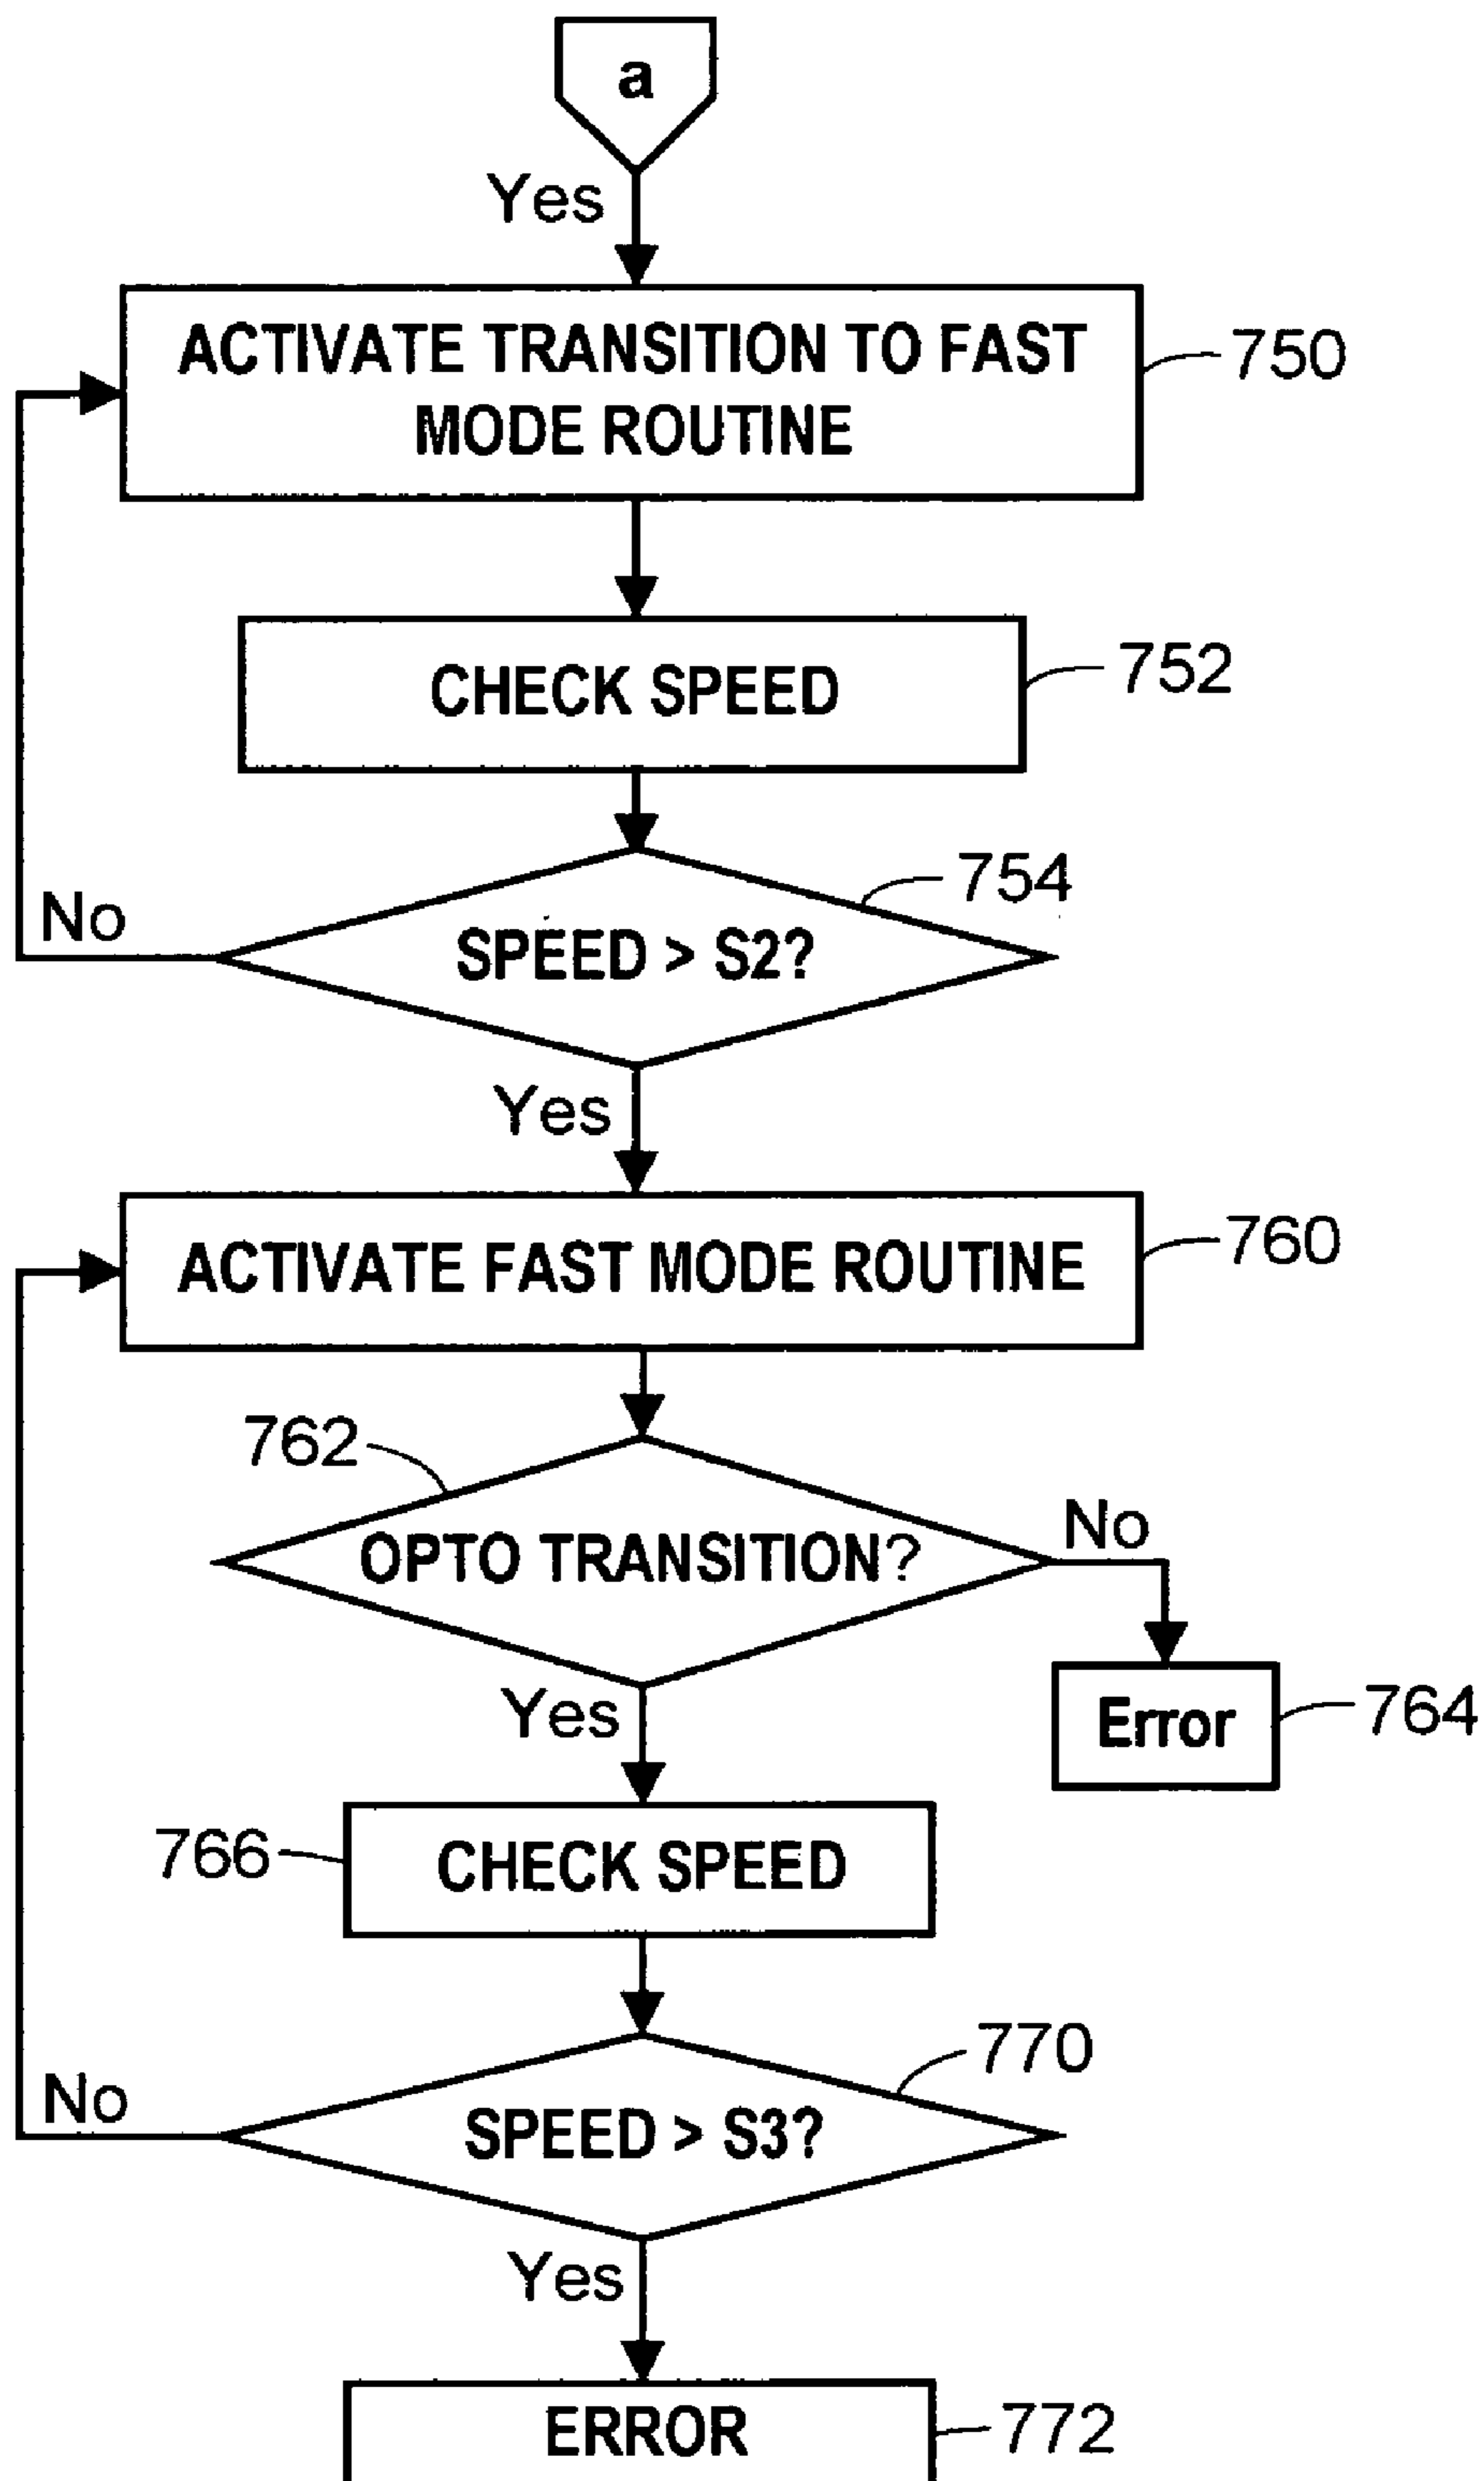 a
Yes
ACTIVATE TRANSITION TO FAST
MODE ROUTINE
750
CHECK SPEED
752
754
SPEED > S2?
No
Yes
ACTIVATE FAST MODE ROUTINE
760
762
OPTO TRANSITION?
No
Error
764
Yes
766
CHECK SPEED
770
SPEED > S3?
No
Yes
ERROR
772